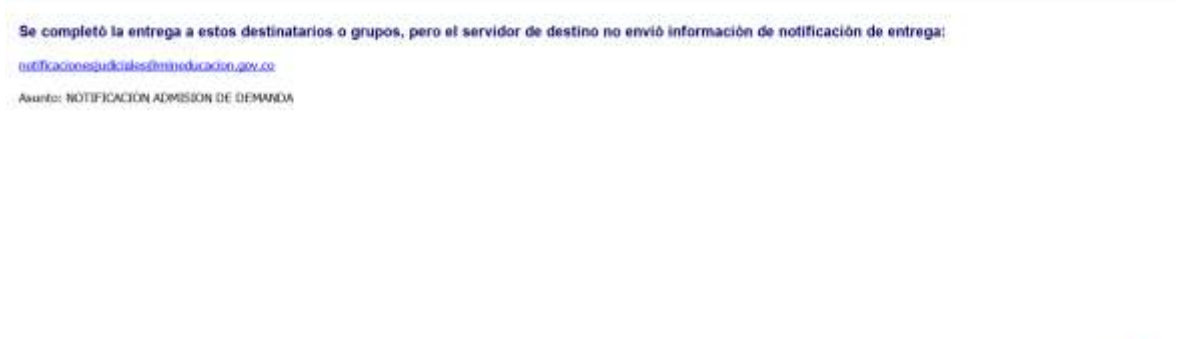 Se completó la entrega a estos destinatarios o grupos, pero el servidor de destino no envió información de notificación de entrega:
notificacionesjudiciales@mineducacion.gov.co
Asunto: NOTIFICACION ADMISION DE DEMANDA